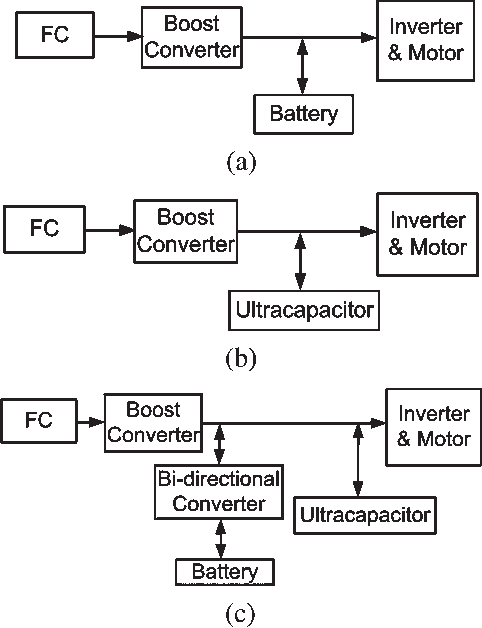 FC
Boost
Converter
Inverter
& Motor
Battery
(a)
FC
Boost
Converter
Inverter
& Motor
Ultracapacitor
(b)
FC
Boost
Converter
Inverter
& Motor
Bi-directional
Converter
Ultracapacitor
Battery
(c)